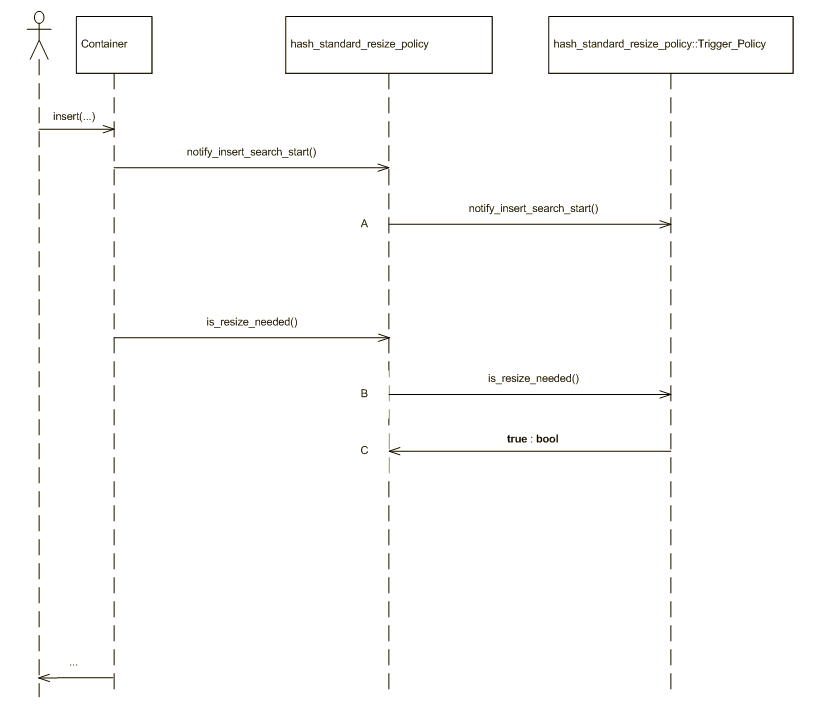 Container
hash_standard_resize_policy
hash_standard_resize_policy::Trigger_Policy
insert(...)
notify_insert_search_start()
A
notify_insert_search_start()
is_resize_needed()
B
is_resize_needed()
C
true : bool
...